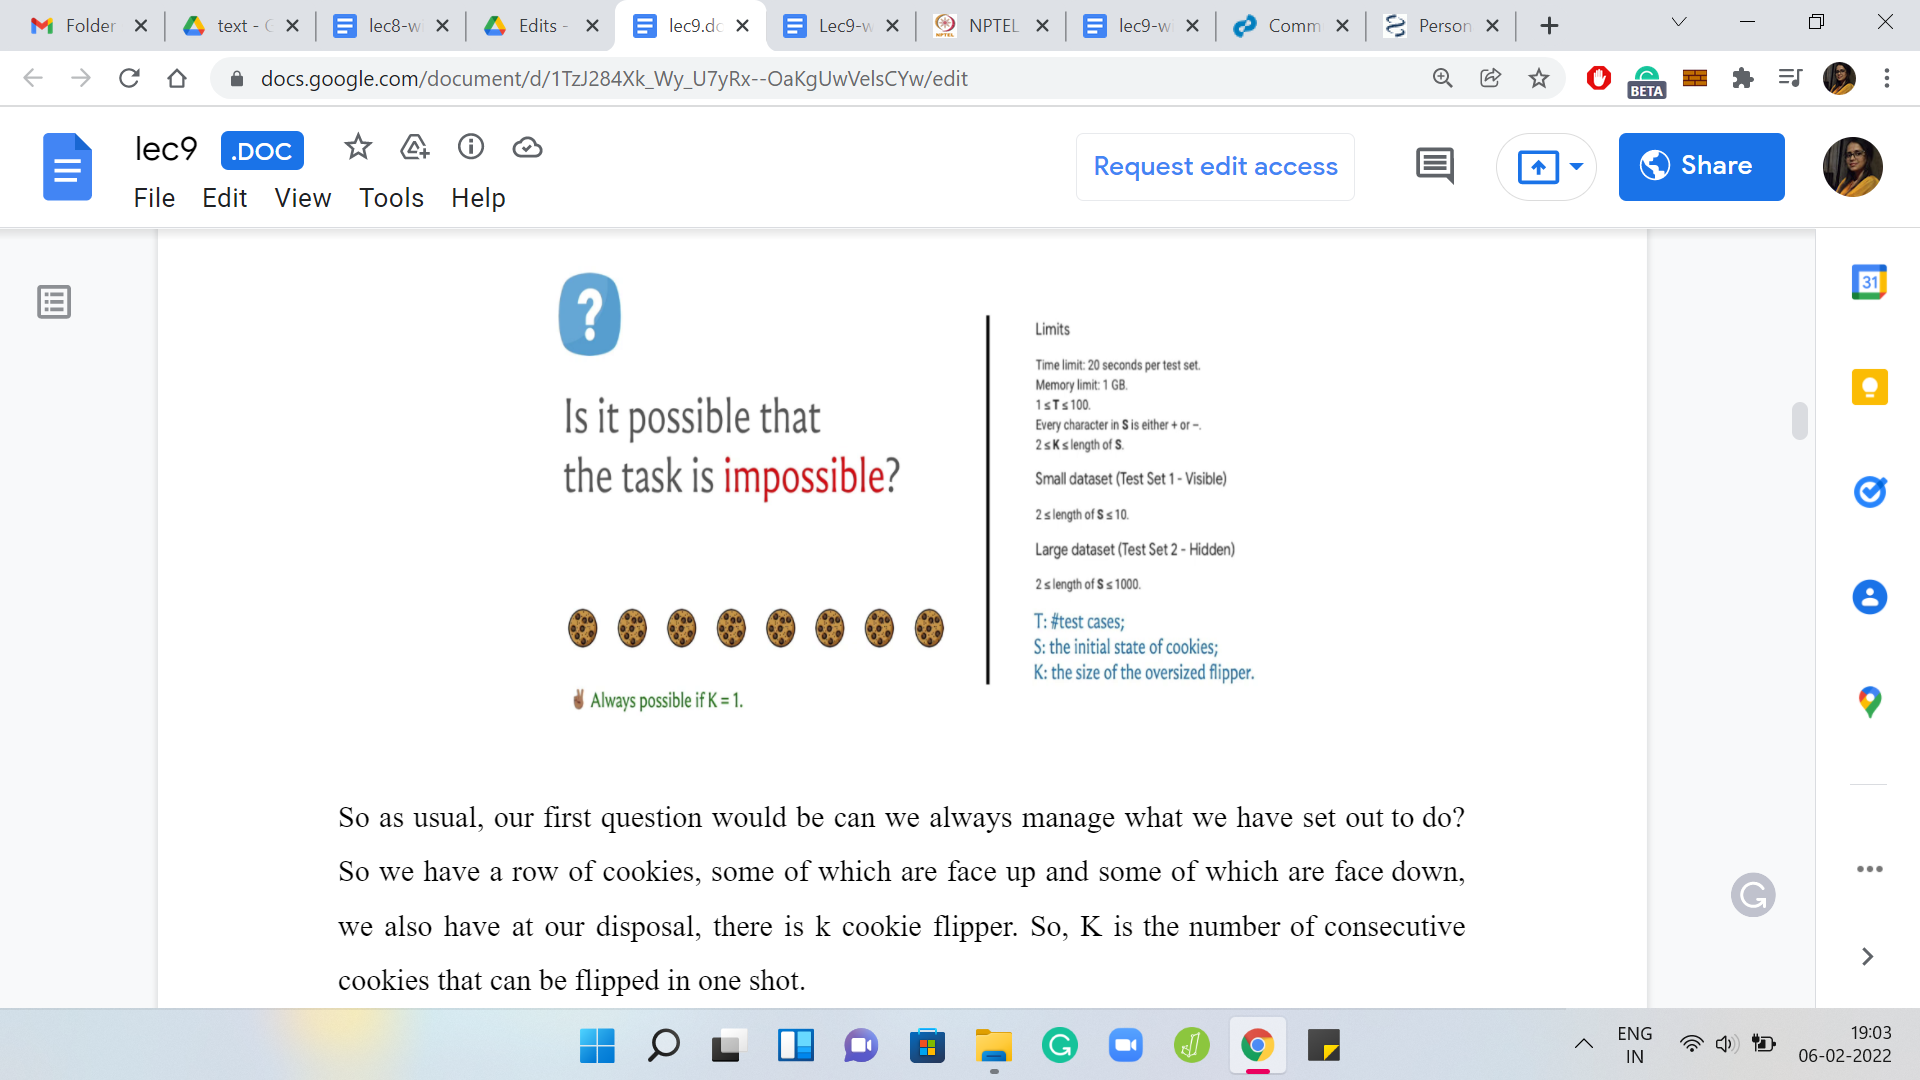 Folder
text - G
lec8-w
Edits -
lec9.dc
Lec9-w
NPTEL
lec9-w
Comm
Person
docs.google.com/document/d/1TzJ284Xk_Wy_U7yRx--OaKgUwVelsCYw/edit
BETA
lec9 .DOC
File Edit View Tools Help
Request edit access
Share
31
?
Is it possible that
the task is impossible?
✌ Always possible if K = 1.
Limits
Time limit: 20 seconds per test set.
Memory limit: 1 GB.
1 ≤ T ≤ 100.
Every character in S is either + or −.
2 ≤ K ≤ length of S.
Small dataset (Test Set 1 - Visible)
2 ≤ length of S ≤ 10.
Large dataset (Test Set 2 - Hidden)
2 ≤ length of S ≤ 1000.
T: #test cases;
S: the initial state of cookies;
K: the size of the oversized flipper.
So as usual, our first question would be can we always manage what we have set out to do?
So we have a row of cookies, some of which are face up and some of which are face down,
we also have at our disposal, there is k cookie flipper. So, K is the number of consecutive
cookies that can be flipped in one shot.
ENG
IN
19:03
06-02-2022